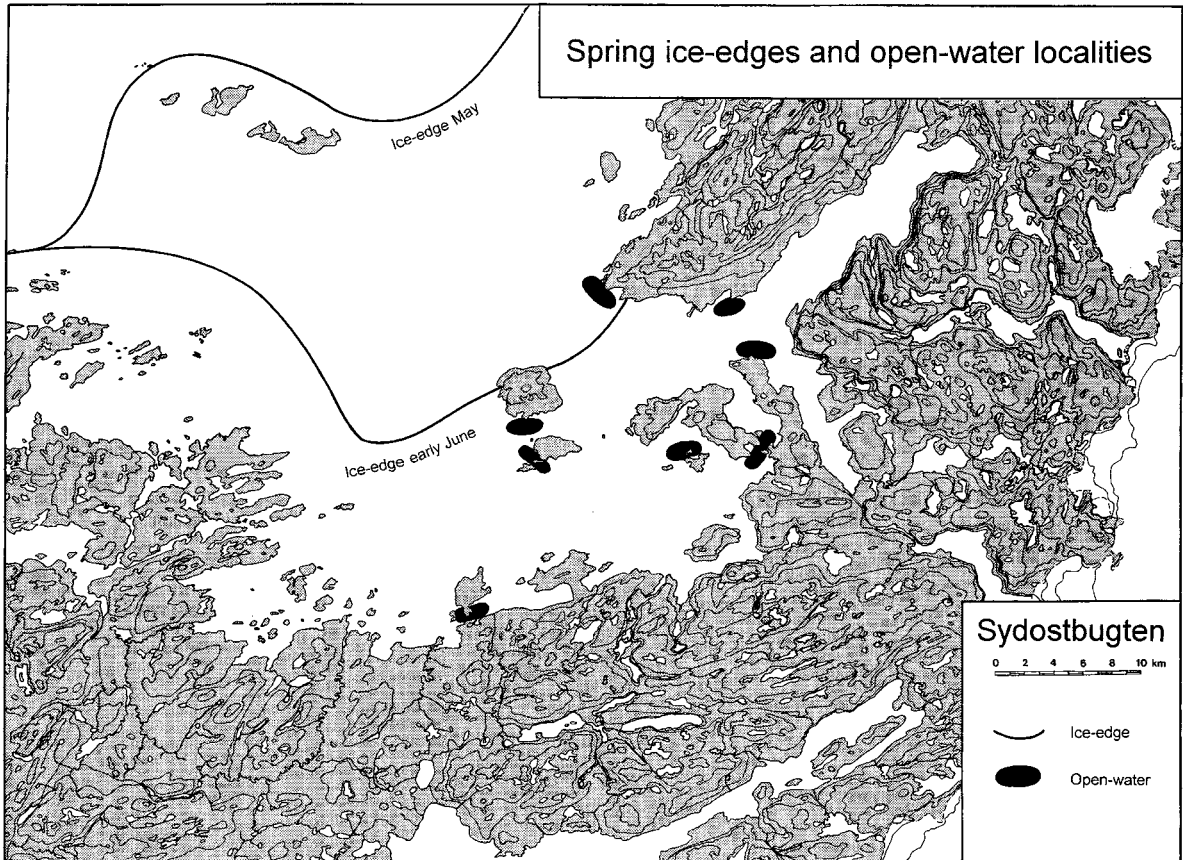 Spring ice-edges and open-water localities
Ice-edge May
Ice-edge early June
Sydostbugten
0 2 4 6 8 10 km
Ice-edge
Open-water